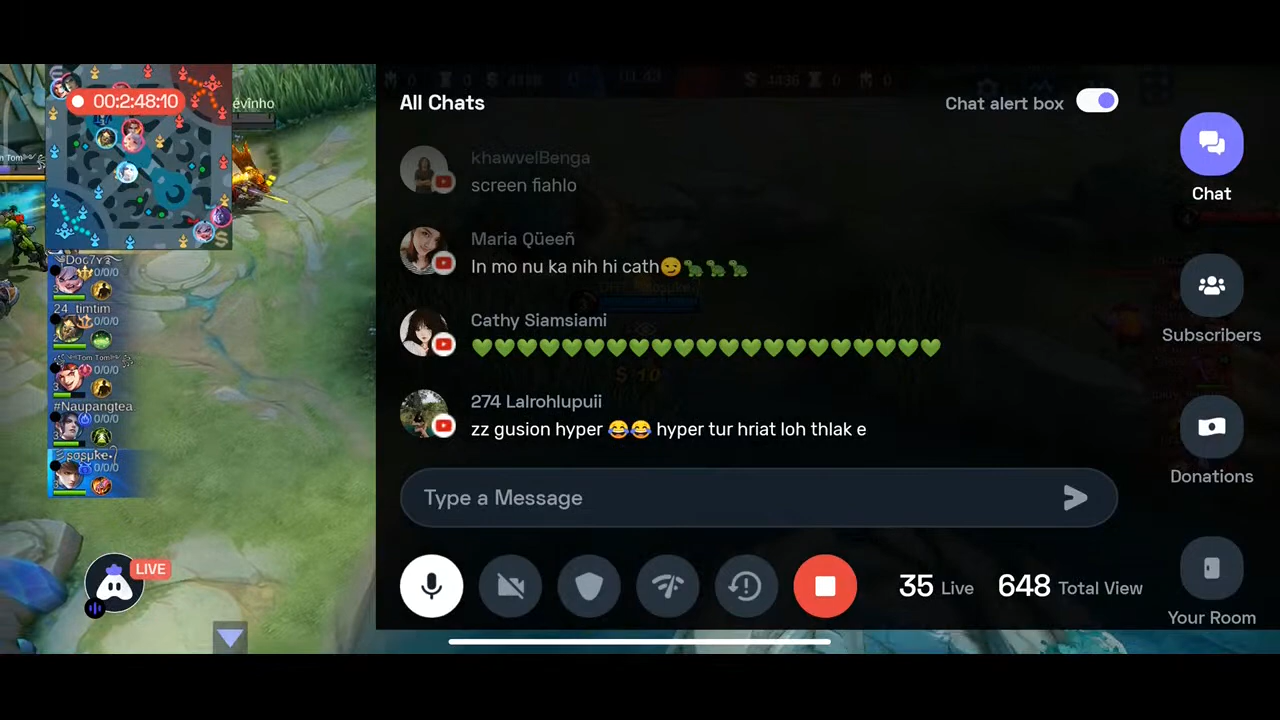 00:2:48:10
évinho
Tom
All Chats
Chat alert box
khawvelBenga
screen fiahlo
Chat
Maria Qüeeñ
In mo nu ka nih hi cath😏🐛🐛🐛
Doc7
0/0/0
24_timtim
0/0/0
Tom Tom
0/0/0
#Naupangtea
0/0/0
sosuke
0/0/0
Cathy Siamsiami
💚💚💚💚💚💚💚💚💚💚💚💚💚💚💚💚💚💚💚💚💚
Subscribers
274 Lalrohlupuii
zz gusion hyper 😂😂 hyper tur hriat loh thlak e
Donations
Type a Message
LIVE
35 Live
648 Total View
Your Room